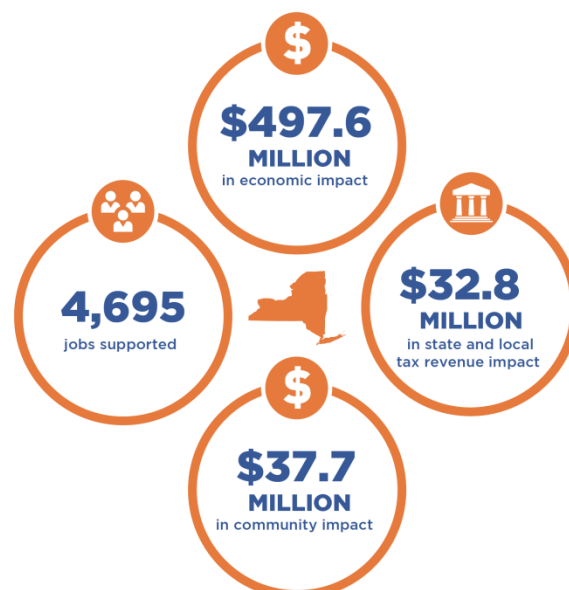 $497.6
MILLION
in economic impact
4,695
jobs supported
$32.8
MILLION
in state and local
tax revenue impact
$37.7
MILLION
in community impact